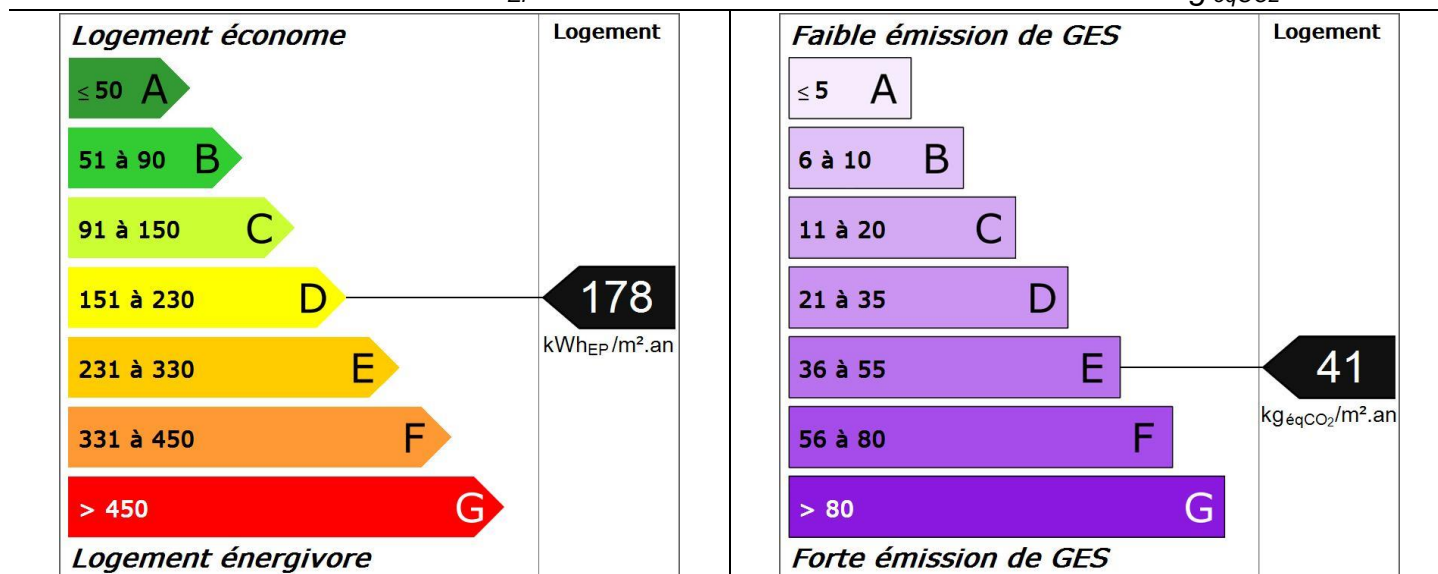 Logement économe Logement
≤ 50 A
51 à 90 B
91 à 150 C
151 à 230 D
178
kWhEP/m².an
231 à 330 E
331 à 450 F
> 450 G
Logement énergivore
Faible émission de GES Logement
≤ 5 A
6 à 10 B
11 à 20 C
21 à 35 D
36 à 55 E
41
kgéqCO2/m².an
56 à 80 F
> 80 G
Forte émission de GES